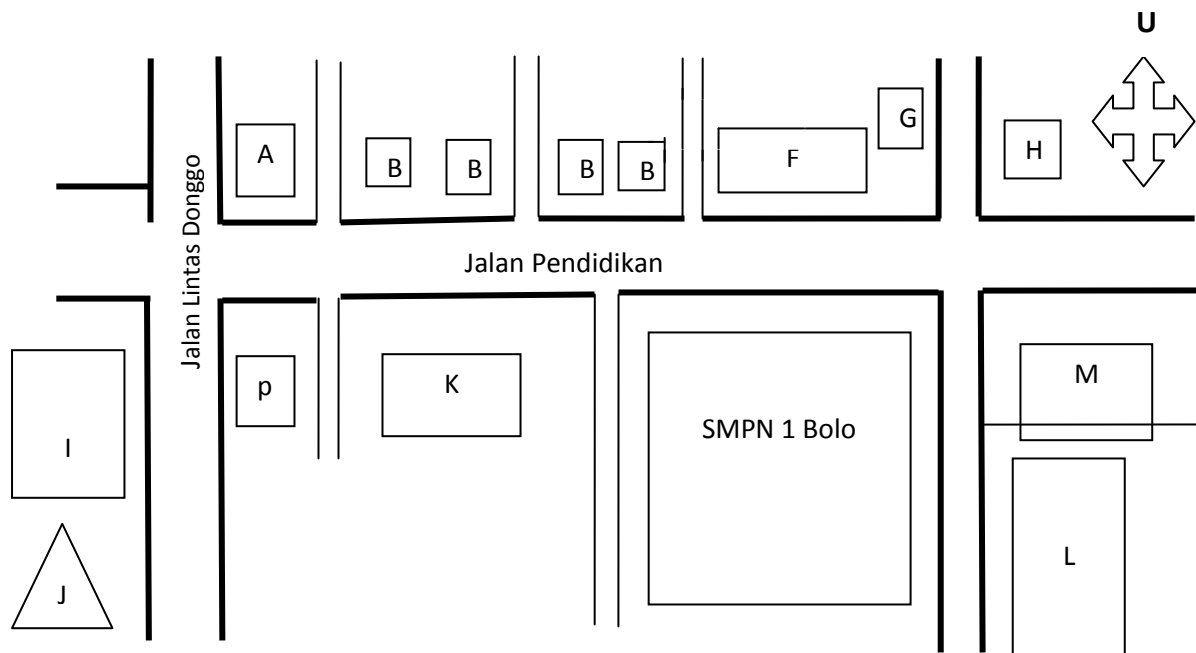 U
A
B
B
B
B
F
G
H
Jalan Lintas Donggo
Jalan Pendidikan
I
p
K
SMPN 1 Bolo
M
J
L